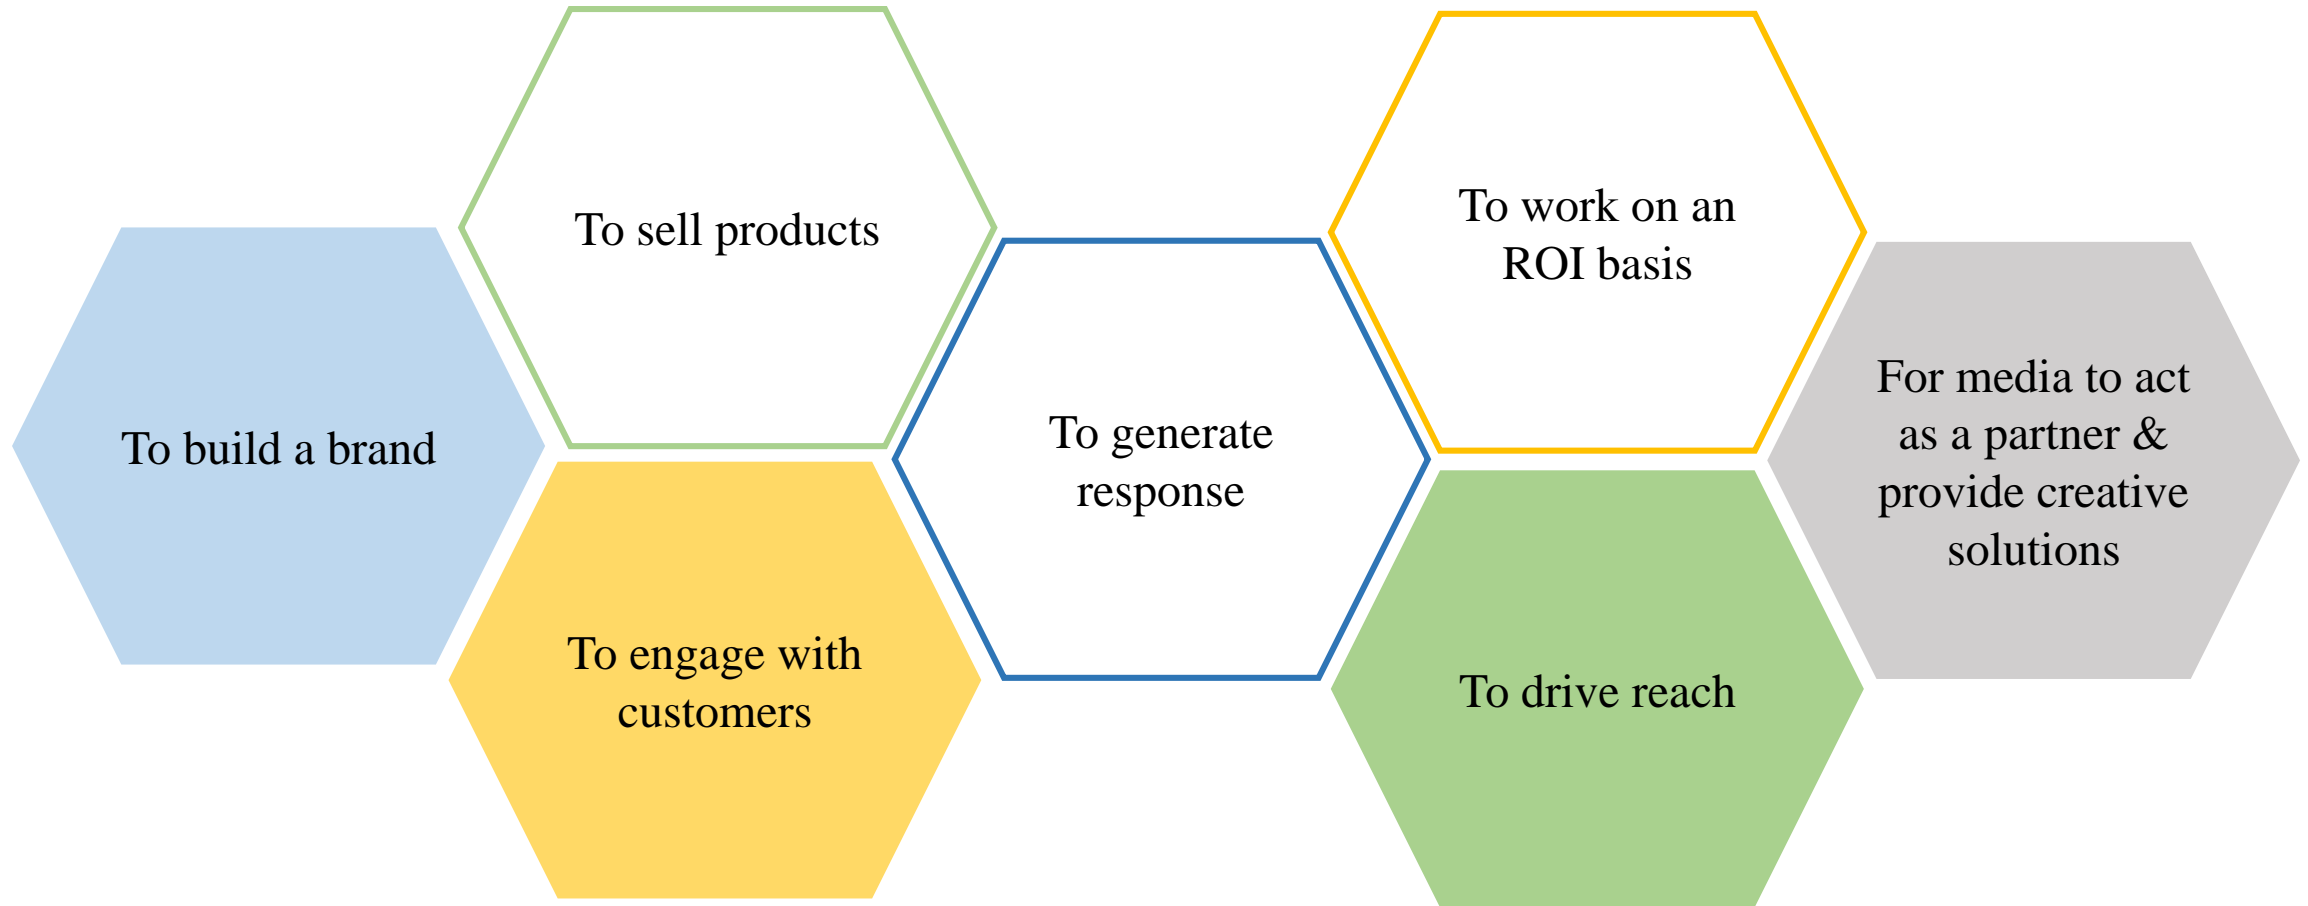 To build a brand
To sell products
To engage with
customers
To generate
response
To work on an
ROI basis
To drive reach
For media to act
as a partner &
provide creative
solutions